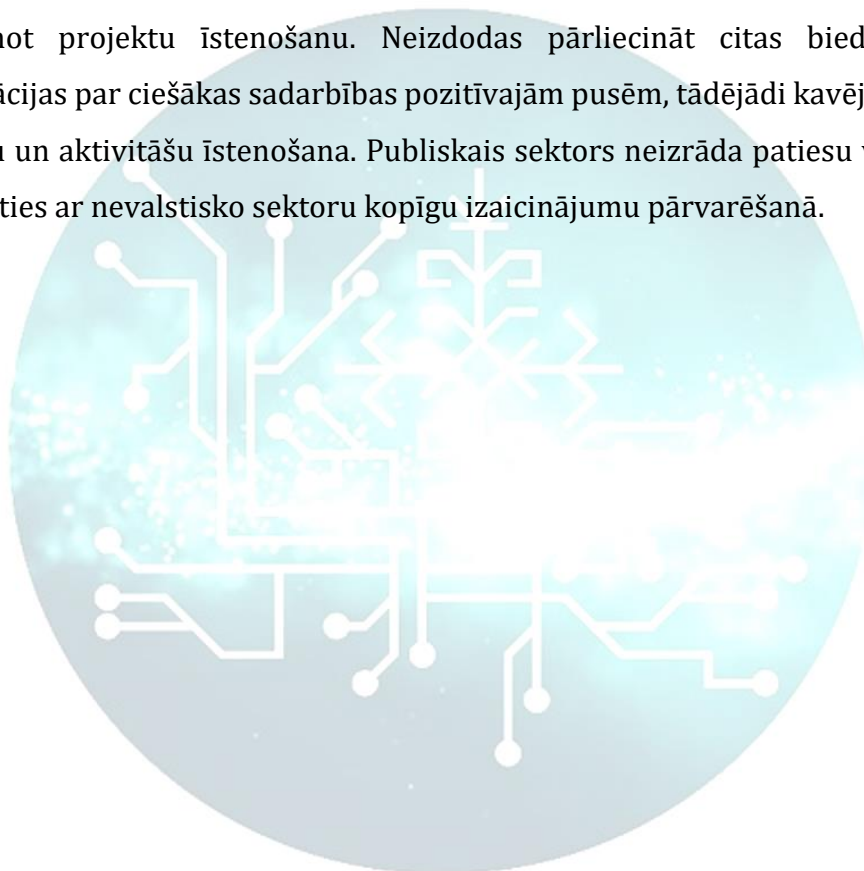 not projektu īstenošanu. Neizdodas pārliecināt citas bied
ācijas par ciešākas sadarbības pozitīvajām pusēm, tādējādi kavēj
u un aktivitāšu īstenošana. Publiskais sektors neizrāda patiesu v
ties ar nevalstisko sektoru kopīgu izaicinājumu pārvarēšanā.